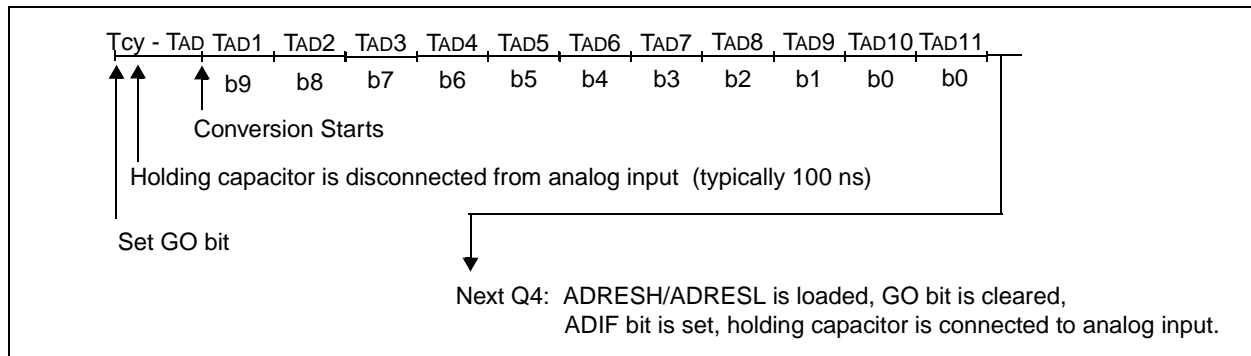 Tcy - TAD TAD1 TAD2 TAD3 TAD4 TAD5 TAD6 TAD7 TAD8 TAD9 TAD10 TAD11
b9 b8 b7 b6 b5 b4 b3 b2 b1 b0 b0
Conversion Starts
Holding capacitor is disconnected from analog input (typically 100 ns)
Set GO bit
Next Q4: ADRESH/ADRESL is loaded, GO bit is cleared,
ADIF bit is set, holding capacitor is connected to analog input.